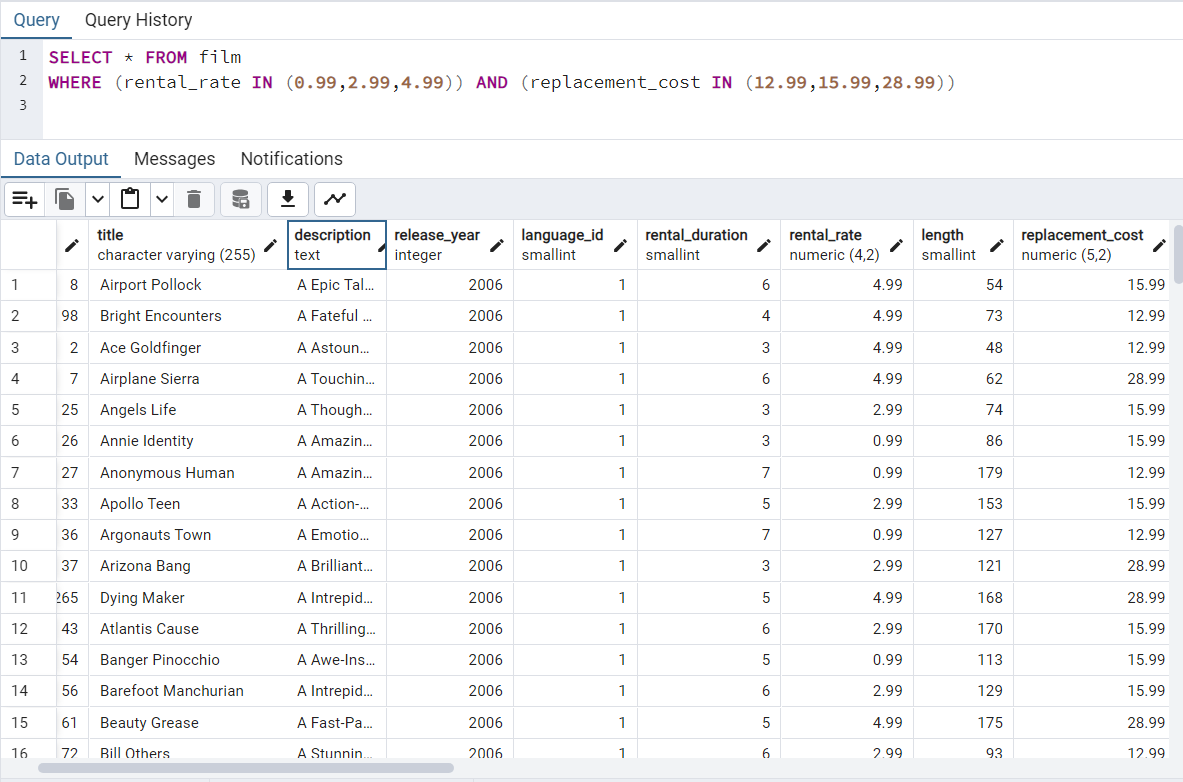 Query Query History
1 SELECT * FROM film
2 WHERE (rental_rate IN (0.99,2.99,4.99)) AND (replacement_cost IN (12.99,15.99,28.99))
3
Data Output Messages Notifications
title description release_year language_id rental_duration rental_rate length replacement_cost
character varying (255) text integer smallint smallint numeric (4,2) smallint numeric (5,2)
1 8 Airport Pollock A Epic Tal... 2006 1 6 4.99 54 15.99
2 98 Bright Encounters A Fateful ... 2006 1 4 4.99 73 12.99
3 2 Ace Goldfinger A Astoun... 2006 1 3 4.99 48 12.99
4 7 Airplane Sierra A Touchin... 2006 1 6 4.99 62 28.99
5 25 Angels Life A Though... 2006 1 3 2.99 74 15.99
6 26 Annie Identity A Amazin... 2006 1 3 0.99 86 15.99
7 27 Anonymous Human A Amazin... 2006 1 7 0.99 179 12.99
8 33 Apollo Teen A Action-... 2006 1 5 2.99 153 15.99
9 36 Argonauts Town A Emotio... 2006 1 7 0.99 127 12.99
10 37 Arizona Bang A Brilliant... 2006 1 3 2.99 121 28.99
11 265 Dying Maker A Intrepid... 2006 1 5 4.99 168 28.99
12 43 Atlantis Cause A Thrilling... 2006 1 6 2.99 170 15.99
13 54 Banger Pinocchio A Awe-Ins... 2006 1 5 0.99 113 15.99
14 56 Barefoot Manchurian A Intrepid... 2006 1 6 2.99 129 15.99
15 61 Beauty Grease A Fast-Pa... 2006 1 5 4.99 175 28.99
16 72 Bill Others A Stunnin... 2006 1 6 2.99 93 12.99